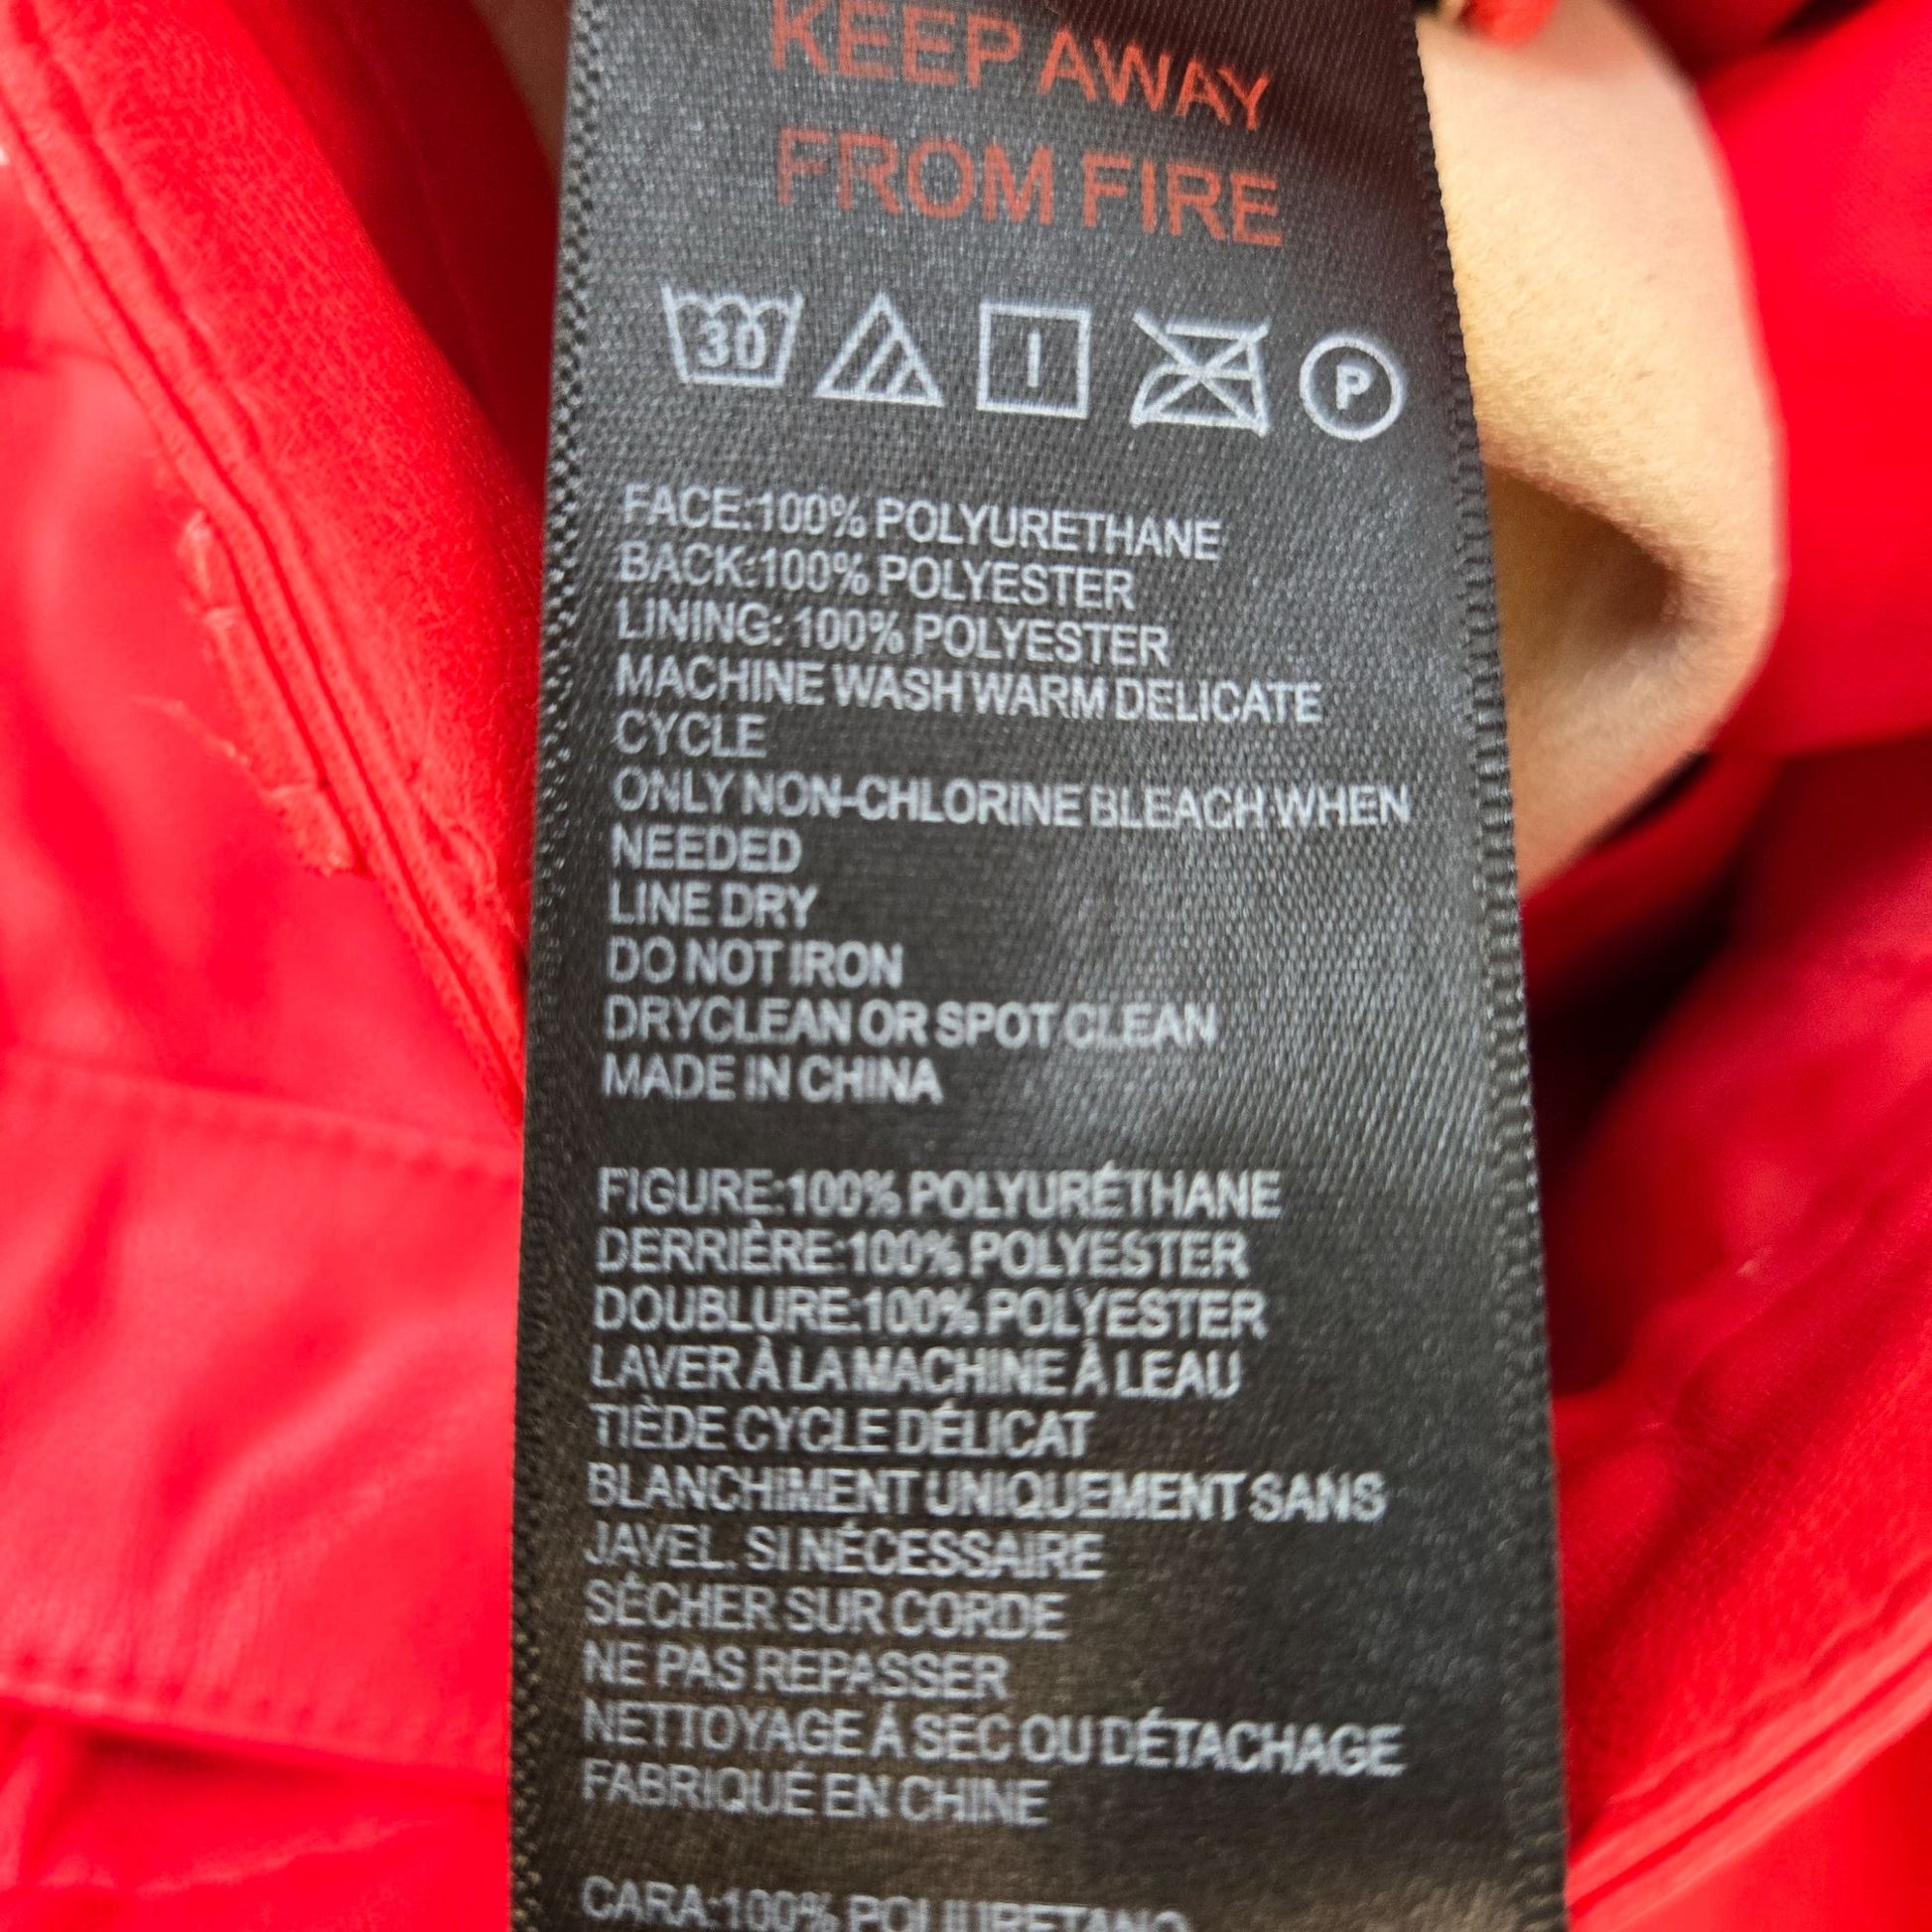 KEEP AWAY
FROM FIRE
30 P
FACE:100% POLYURETHANE
BACK:100% POLYESTER
LINING: 100% POLYESTER
MACHINE WASH WARM DELICATE
CYCLE
ONLY NON-CHLORINE BLEACH WHEN
NEEDED
LINE DRY
DO NOT IRON
DRYCLEAN OR SPOT CLEAN
MADE IN CHINA
FIGURE:100% POLYURÉTHANE
DERRIÈRE:100% POLYESTER
DOUBLURE:100% POLYESTER
LAVER À LA MACHINE À LEAU
TIÈDE CYCLE DÉLICAT
BLANCHIMENT UNIQUEMENT SANS
JAVEL. SI NÉCESSAIRE
SÉCHER SUR CORDE
NE PAS REPASSER
NETTOYAGE À SEC OU DÉTACHAGE
FABRIQUÉ EN CHINE
CARA:100% POLIURETANO